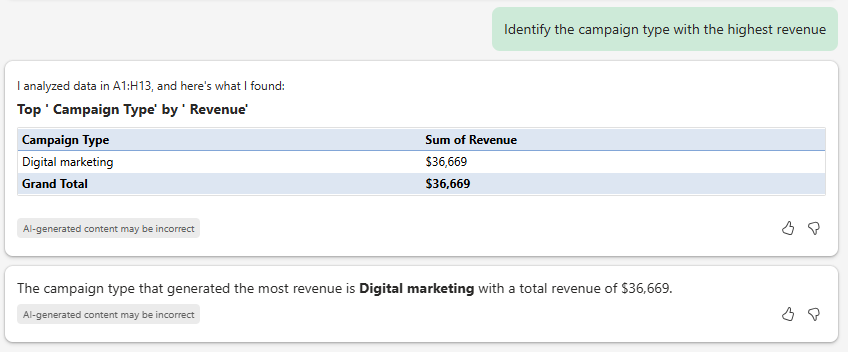 Identify the campaign type with the highest revenue
I analyzed data in A1:H13, and here's what I found:
Top ' Campaign Type' by ' Revenue'
Campaign Type Sum of Revenue
Digital marketing $36,669
Grand Total $36,669
AI-generated content may be incorrect
The campaign type that generated the most revenue is Digital marketing with a total revenue of $36,669.
AI-generated content may be incorrect